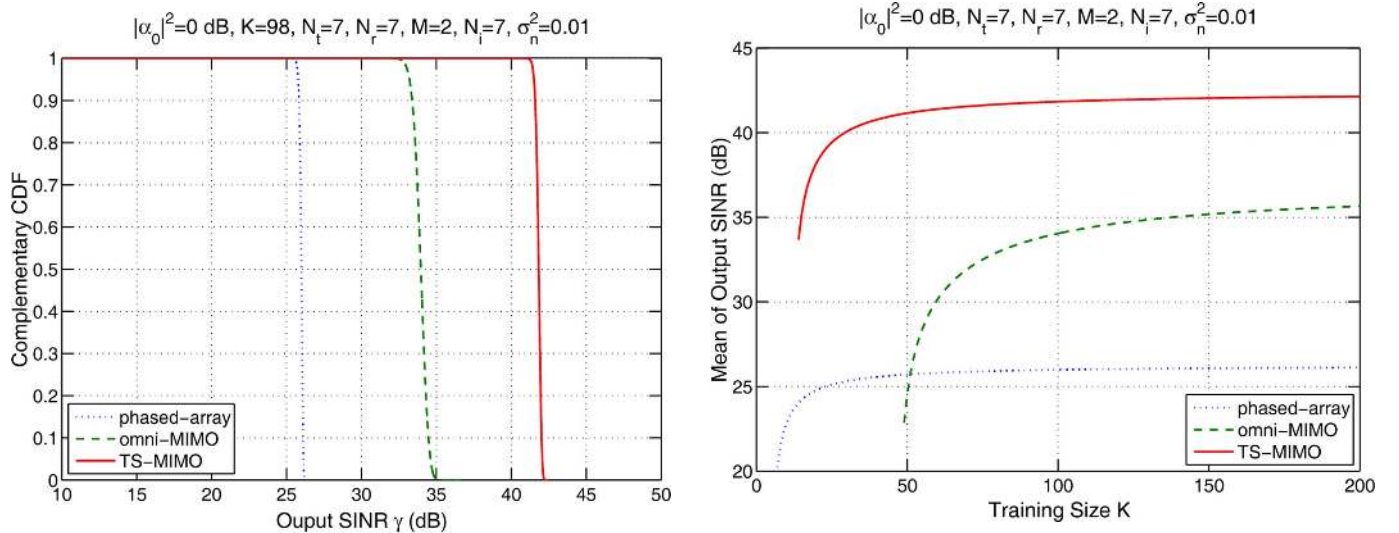 |α₀|²=0 dB, K=98, Nₜ=7, Nᵣ=7, M=2, Nᵢ=7, σₙ²=0.01
1
0.9
0.8
0.7
0.6
0.5
0.4
0.3
0.2
0.1
0
Complementary CDF
phased−array
omni−MIMO
TS−MIMO
10 15 20 25 30 35 40 45 50
Ouput SINR γ (dB)
|α₀|²=0 dB, Nₜ=7, Nᵣ=7, M=2, Nᵢ=7, σₙ²=0.01
45
40
35
30
25
20
Mean of Output SINR (dB)
phased−array
omni−MIMO
TS−MIMO
0 50 100 150 200
Training Size K